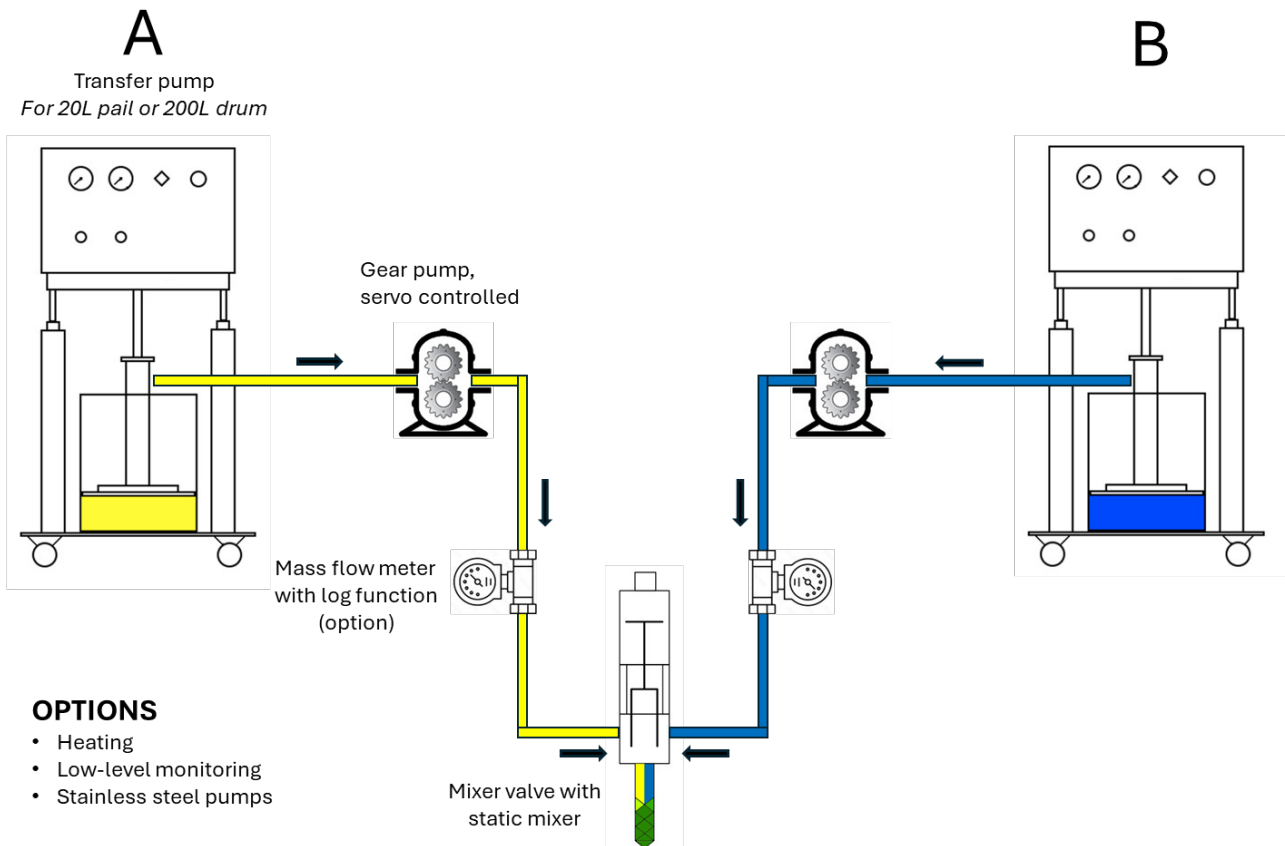 A
B
Transfer pump
For 20L pail or 200L drum
Gear pump,
servo controlled
Mass flow meter
with log function
(option)
OPTIONS
• Heating
• Low-level monitoring
• Stainless steel pumps
Mixer valve with
static mixer